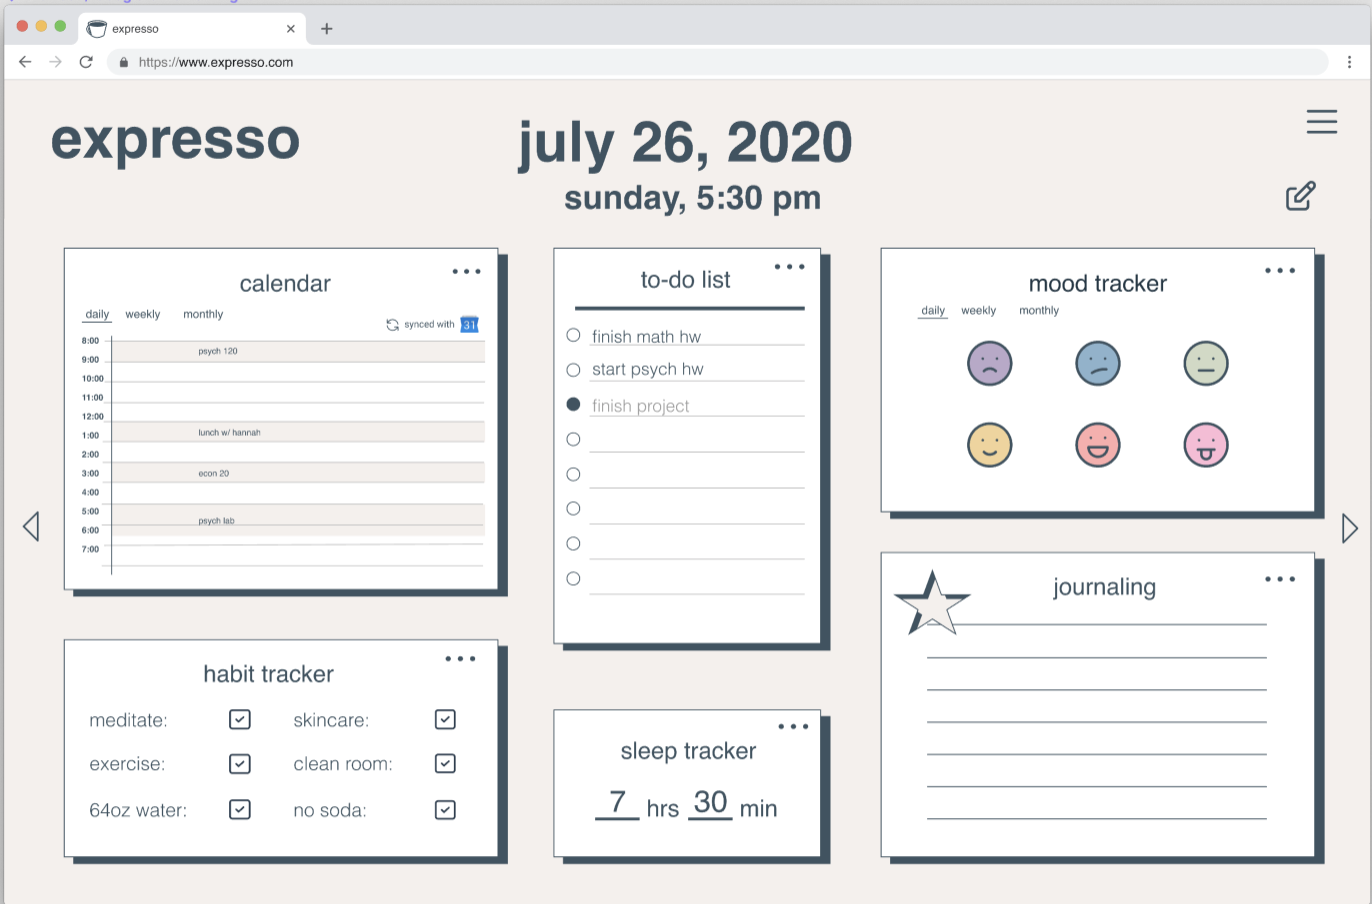 expresso
https://www.expresso.com
expresso
july 26, 2020
sunday, 5:30 pm
calendar
daily weekly monthly
synced with 31
8:00
psych 120
9:00
10:00
11:00
12:00
1:00 lunch w/ hannah
2:00
3:00 econ 20
4:00
5:00
psych lab
6:00
7:00
habit tracker
meditate: skincare:
exercise: clean room:
64oz water: no soda:
to-do list
finish math hw
start psych hw
finish project
sleep tracker
7 hrs 30 min
mood tracker
daily weekly monthly
journaling